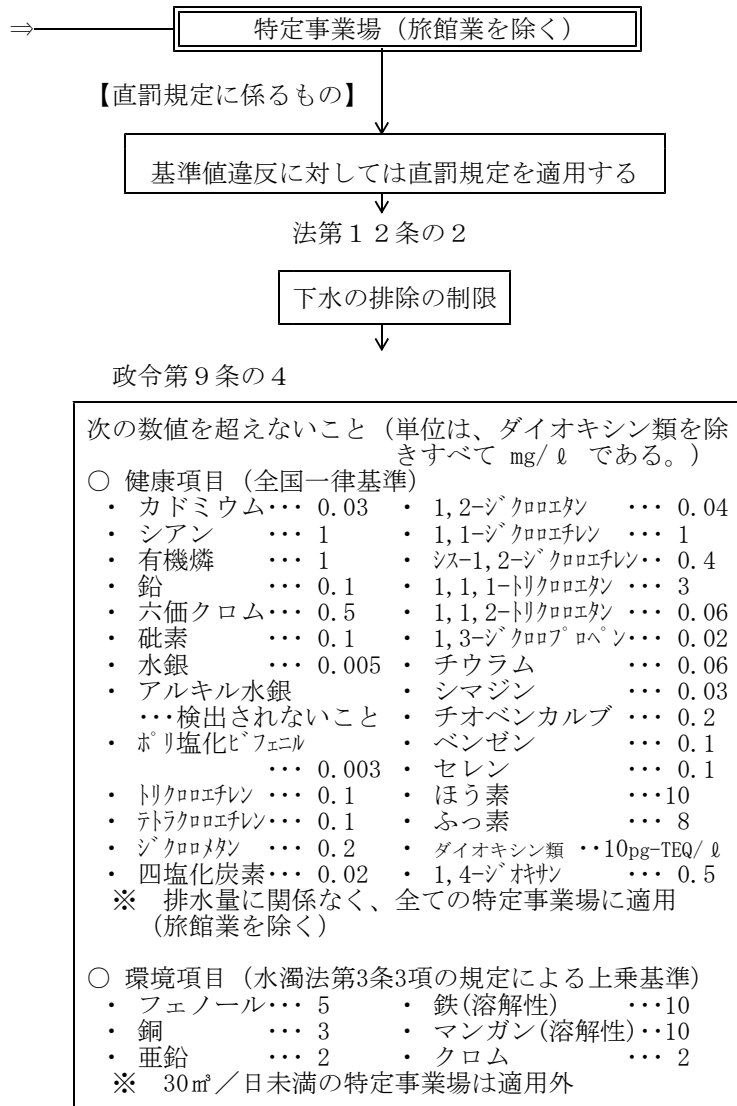 ⇒ 特定事業場(旅館業を除く)
【直罰規定に係るもの】
基準値違反に対しては直罰規定を適用する
法第12条の2
下水の排除の制限
政令第9条の4
次の数値を超えないこと(単位は、ダイオキシン類を除
きすべて mg/ℓ である。)
○ 健康項目(全国一律基準)
・ カドミウム… 0.03 ・ 1,2-ジクロロエタン … 0.04
・ シアン … 1 ・ 1,1-ジクロロエチレン … 1
・ 有機燐 … 1 ・ シス-1,2-ジクロロエチレン‥ 0.4
・ 鉛 … 0.1 ・ 1,1,1-トリクロロエタン … 3
・ 六価クロム… 0.5 ・ 1,1,2-トリクロロエタン … 0.06
・ 砒素 … 0.1 ・ 1,3-ジクロロプロペン… 0.02
・ 水銀 … 0.005 ・ チウラム … 0.06
・ アルキル水銀 ・ シマジン … 0.03
…検出されないこと ・ チオベンカルブ … 0.2
・ ポリ塩化ビフェニル ・ ベンゼン … 0.1
… 0.003 ・ セレン … 0.1
・ トリクロロエチレン … 0.1 ・ ほう素 …10
・ テトラクロロエチレン… 0.1 ・ ふっ素 … 8
・ ジクロロメタン … 0.2 ・ ダイオキシン類 ‥10pg-TEQ/ℓ
・ 四塩化炭素… 0.02 ・ 1,4-ジオキサン … 0.5
※ 排水量に関係なく、全ての特定事業場に適用
(旅館業を除く)
○ 環境項目(水濁法第3条3項の規定による上乗基準)
・ フェノール… 5 ・ 鉄(溶解性) …10
・ 銅 … 3 ・ マンガン(溶解性)‥10
・ 亜鉛 … 2 ・ クロム … 2
※ 30㎥/日未満の特定事業場は適用外